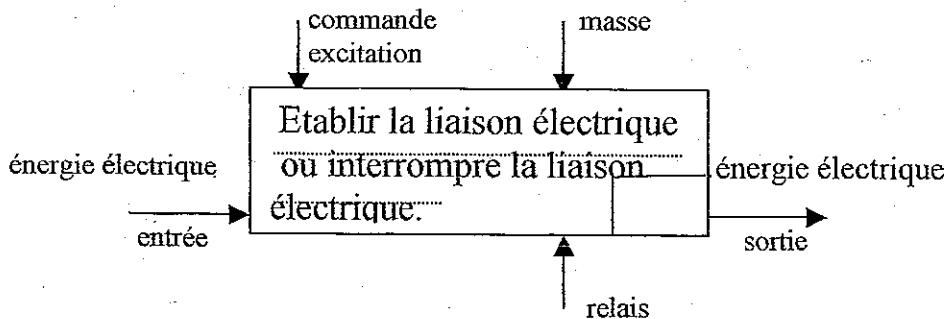 commande
excitation
masse
Etablir la liaison électrique
ou interrompre la liaison
électrique.
énergie électrique
entrée
énergie électrique
sortie
relais